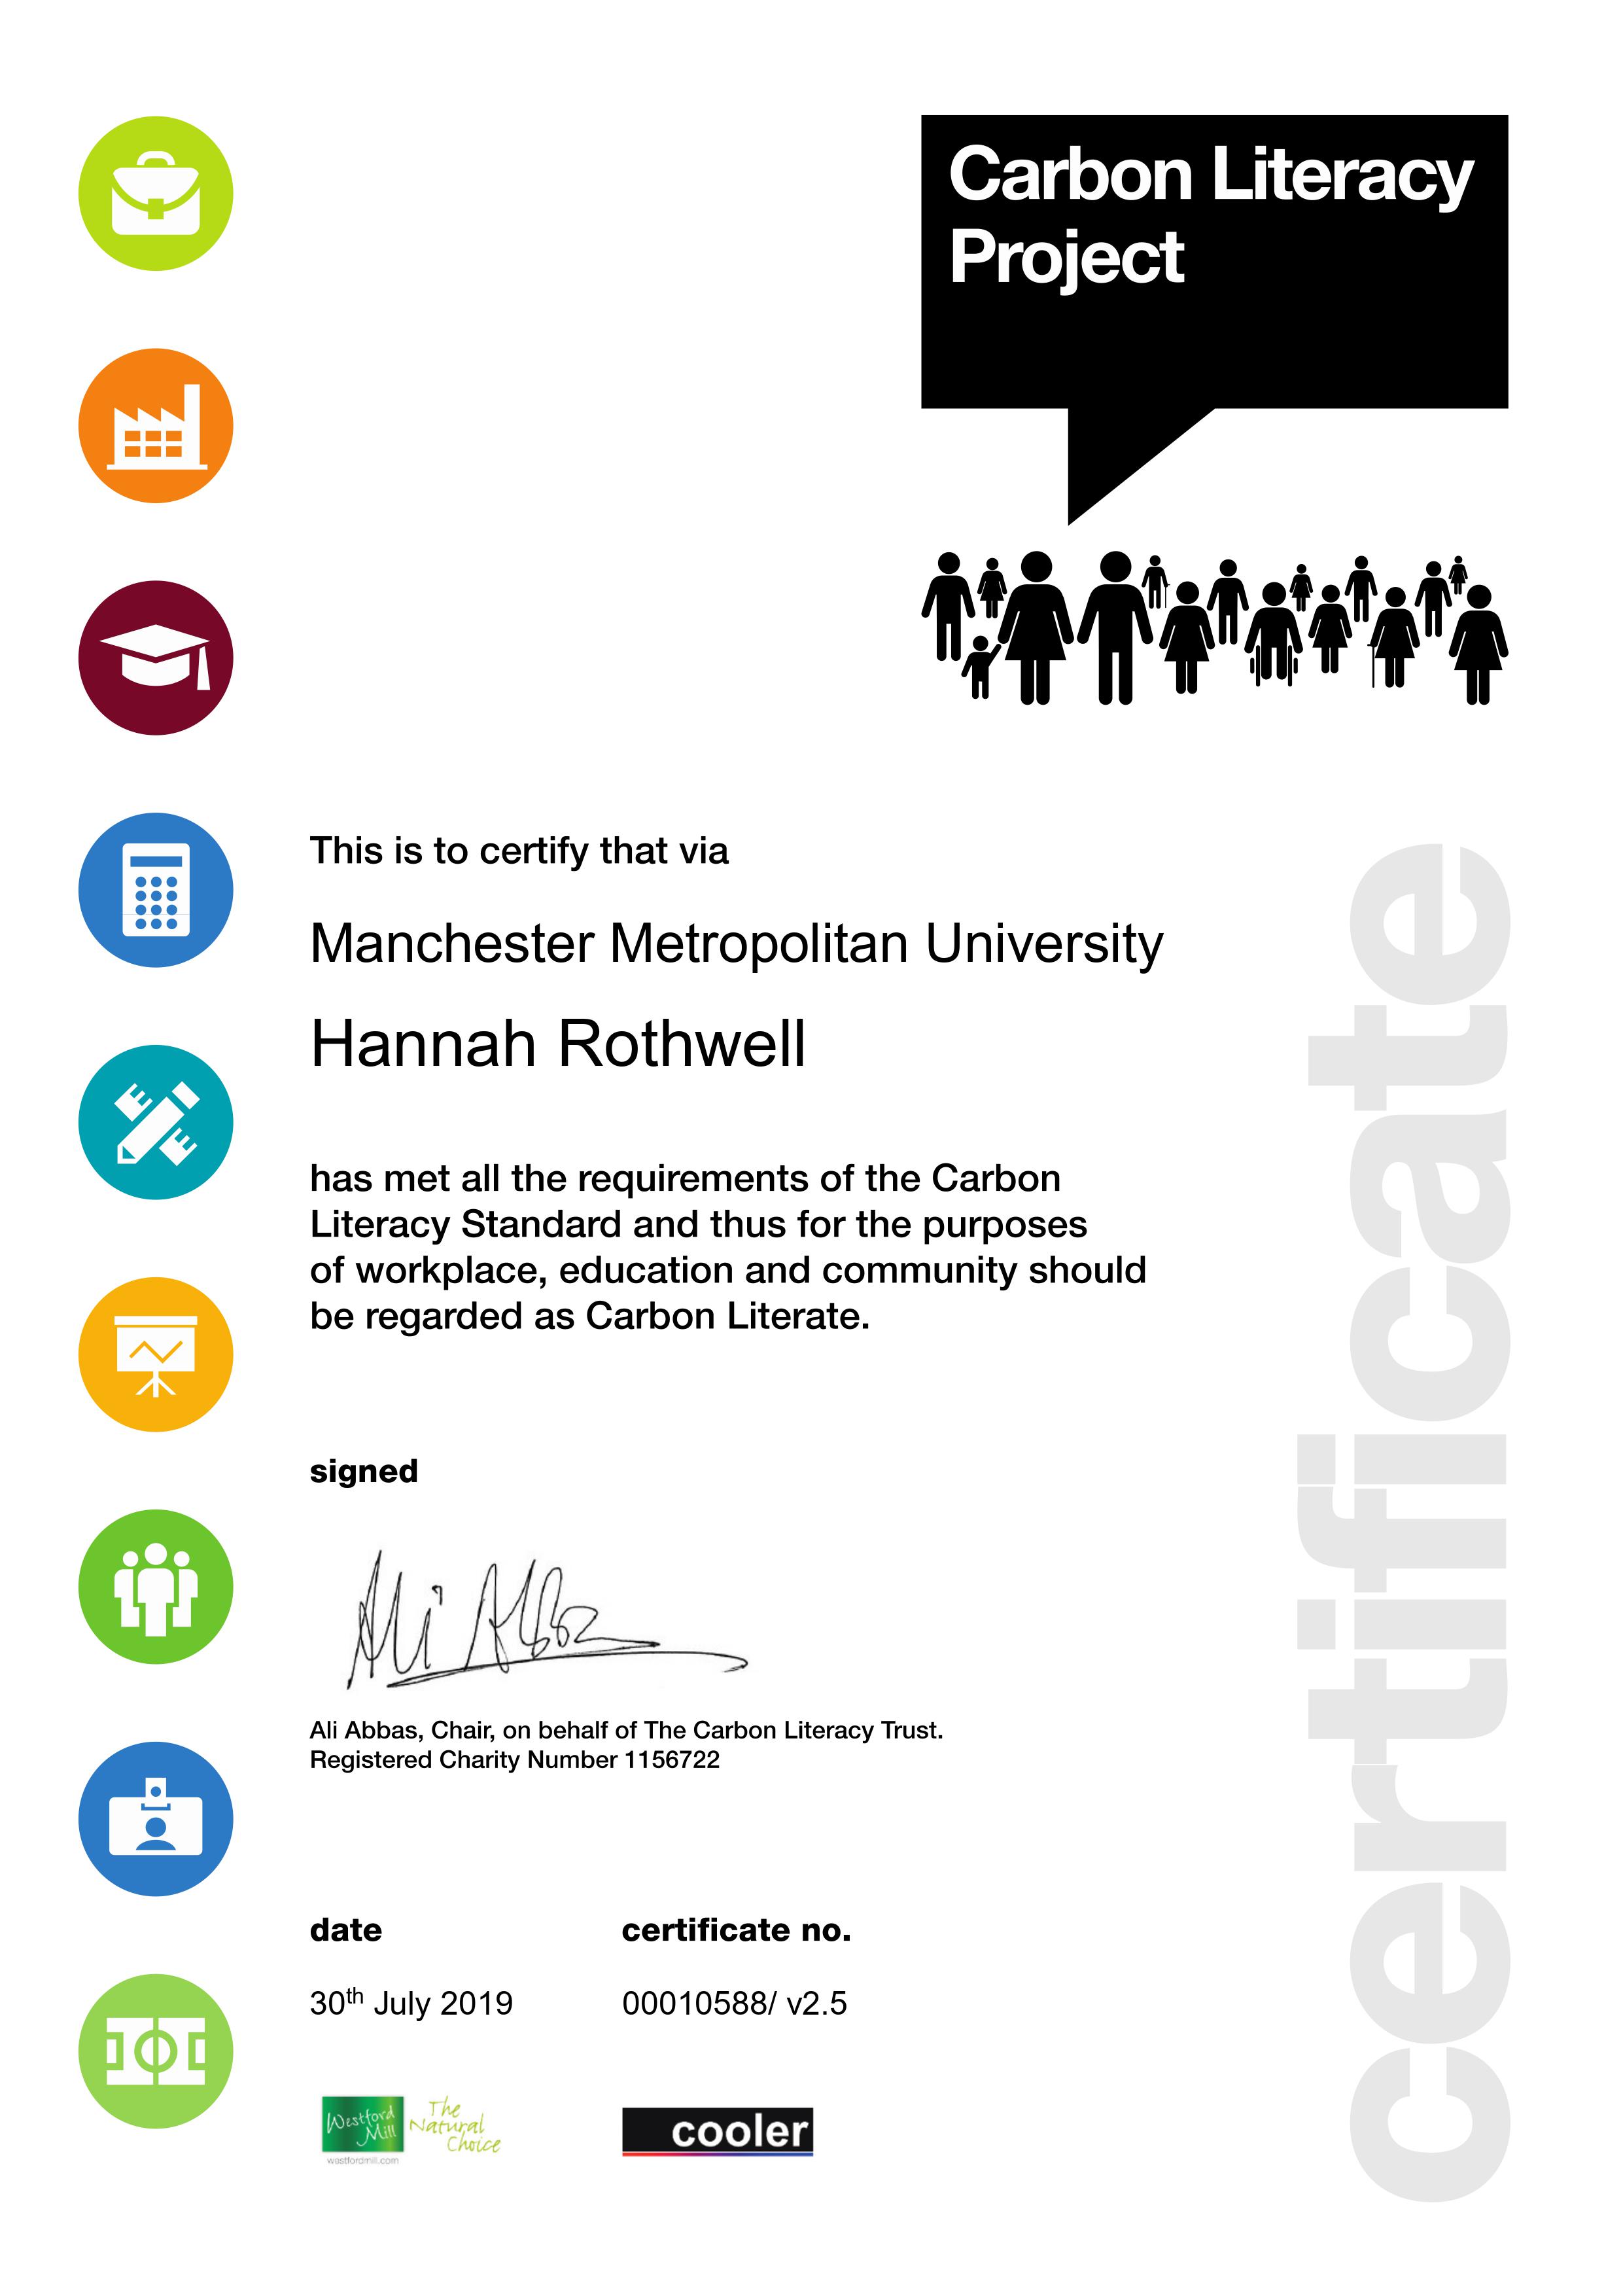 Carbon Literacy
Project
This is to certify that via
Manchester Metropolitan University
Hannah Rothwell
has met all the requirements of the Carbon
Literacy Standard and thus for the purposes
of workplace, education and community should
be regarded as Carbon Literate.
signed
Ali Abbas
Ali Abbas, Chair, on behalf of The Carbon Literacy Trust.
Registered Charity Number 1156722
date
certificate no.
30th July 2019
00010588/ v2.5
Westford
Mill
The
Natural
Choice
westfordmill.com
cooler
certificate